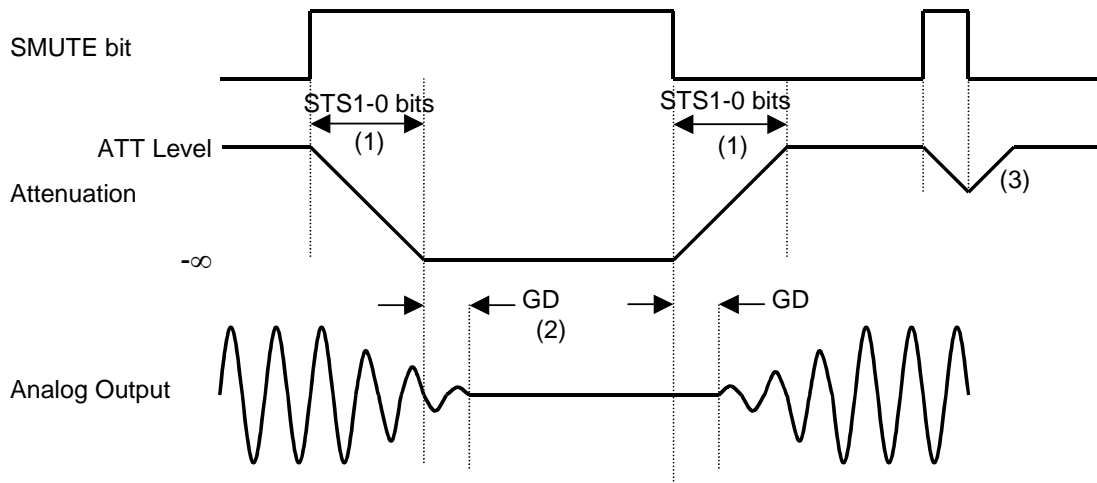 SMUTE bit
STS1-0 bits
(1)
STS1-0 bits
(1)
ATT Level
(3)
Attenuation
-∞
GD
(2)
GD
Analog Output